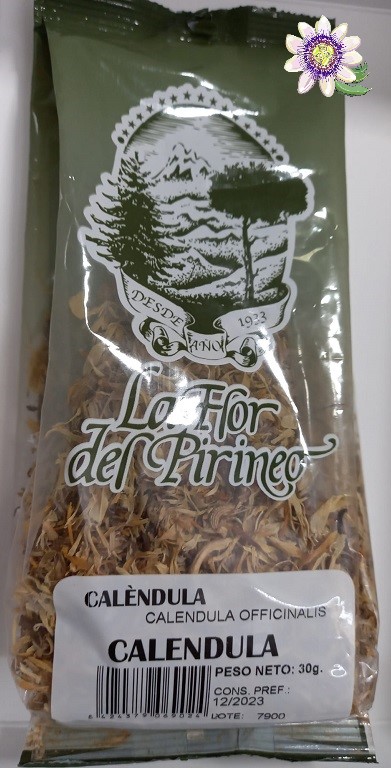 DESDE
AÑO
1923
La Flor
del Pirineo
CALÈNDULA
CALENDULA OFFICINALIS
CALENDULA
PESO NETO: 30g.
CONS. PREF.:
12/2023
LOTE: 7900